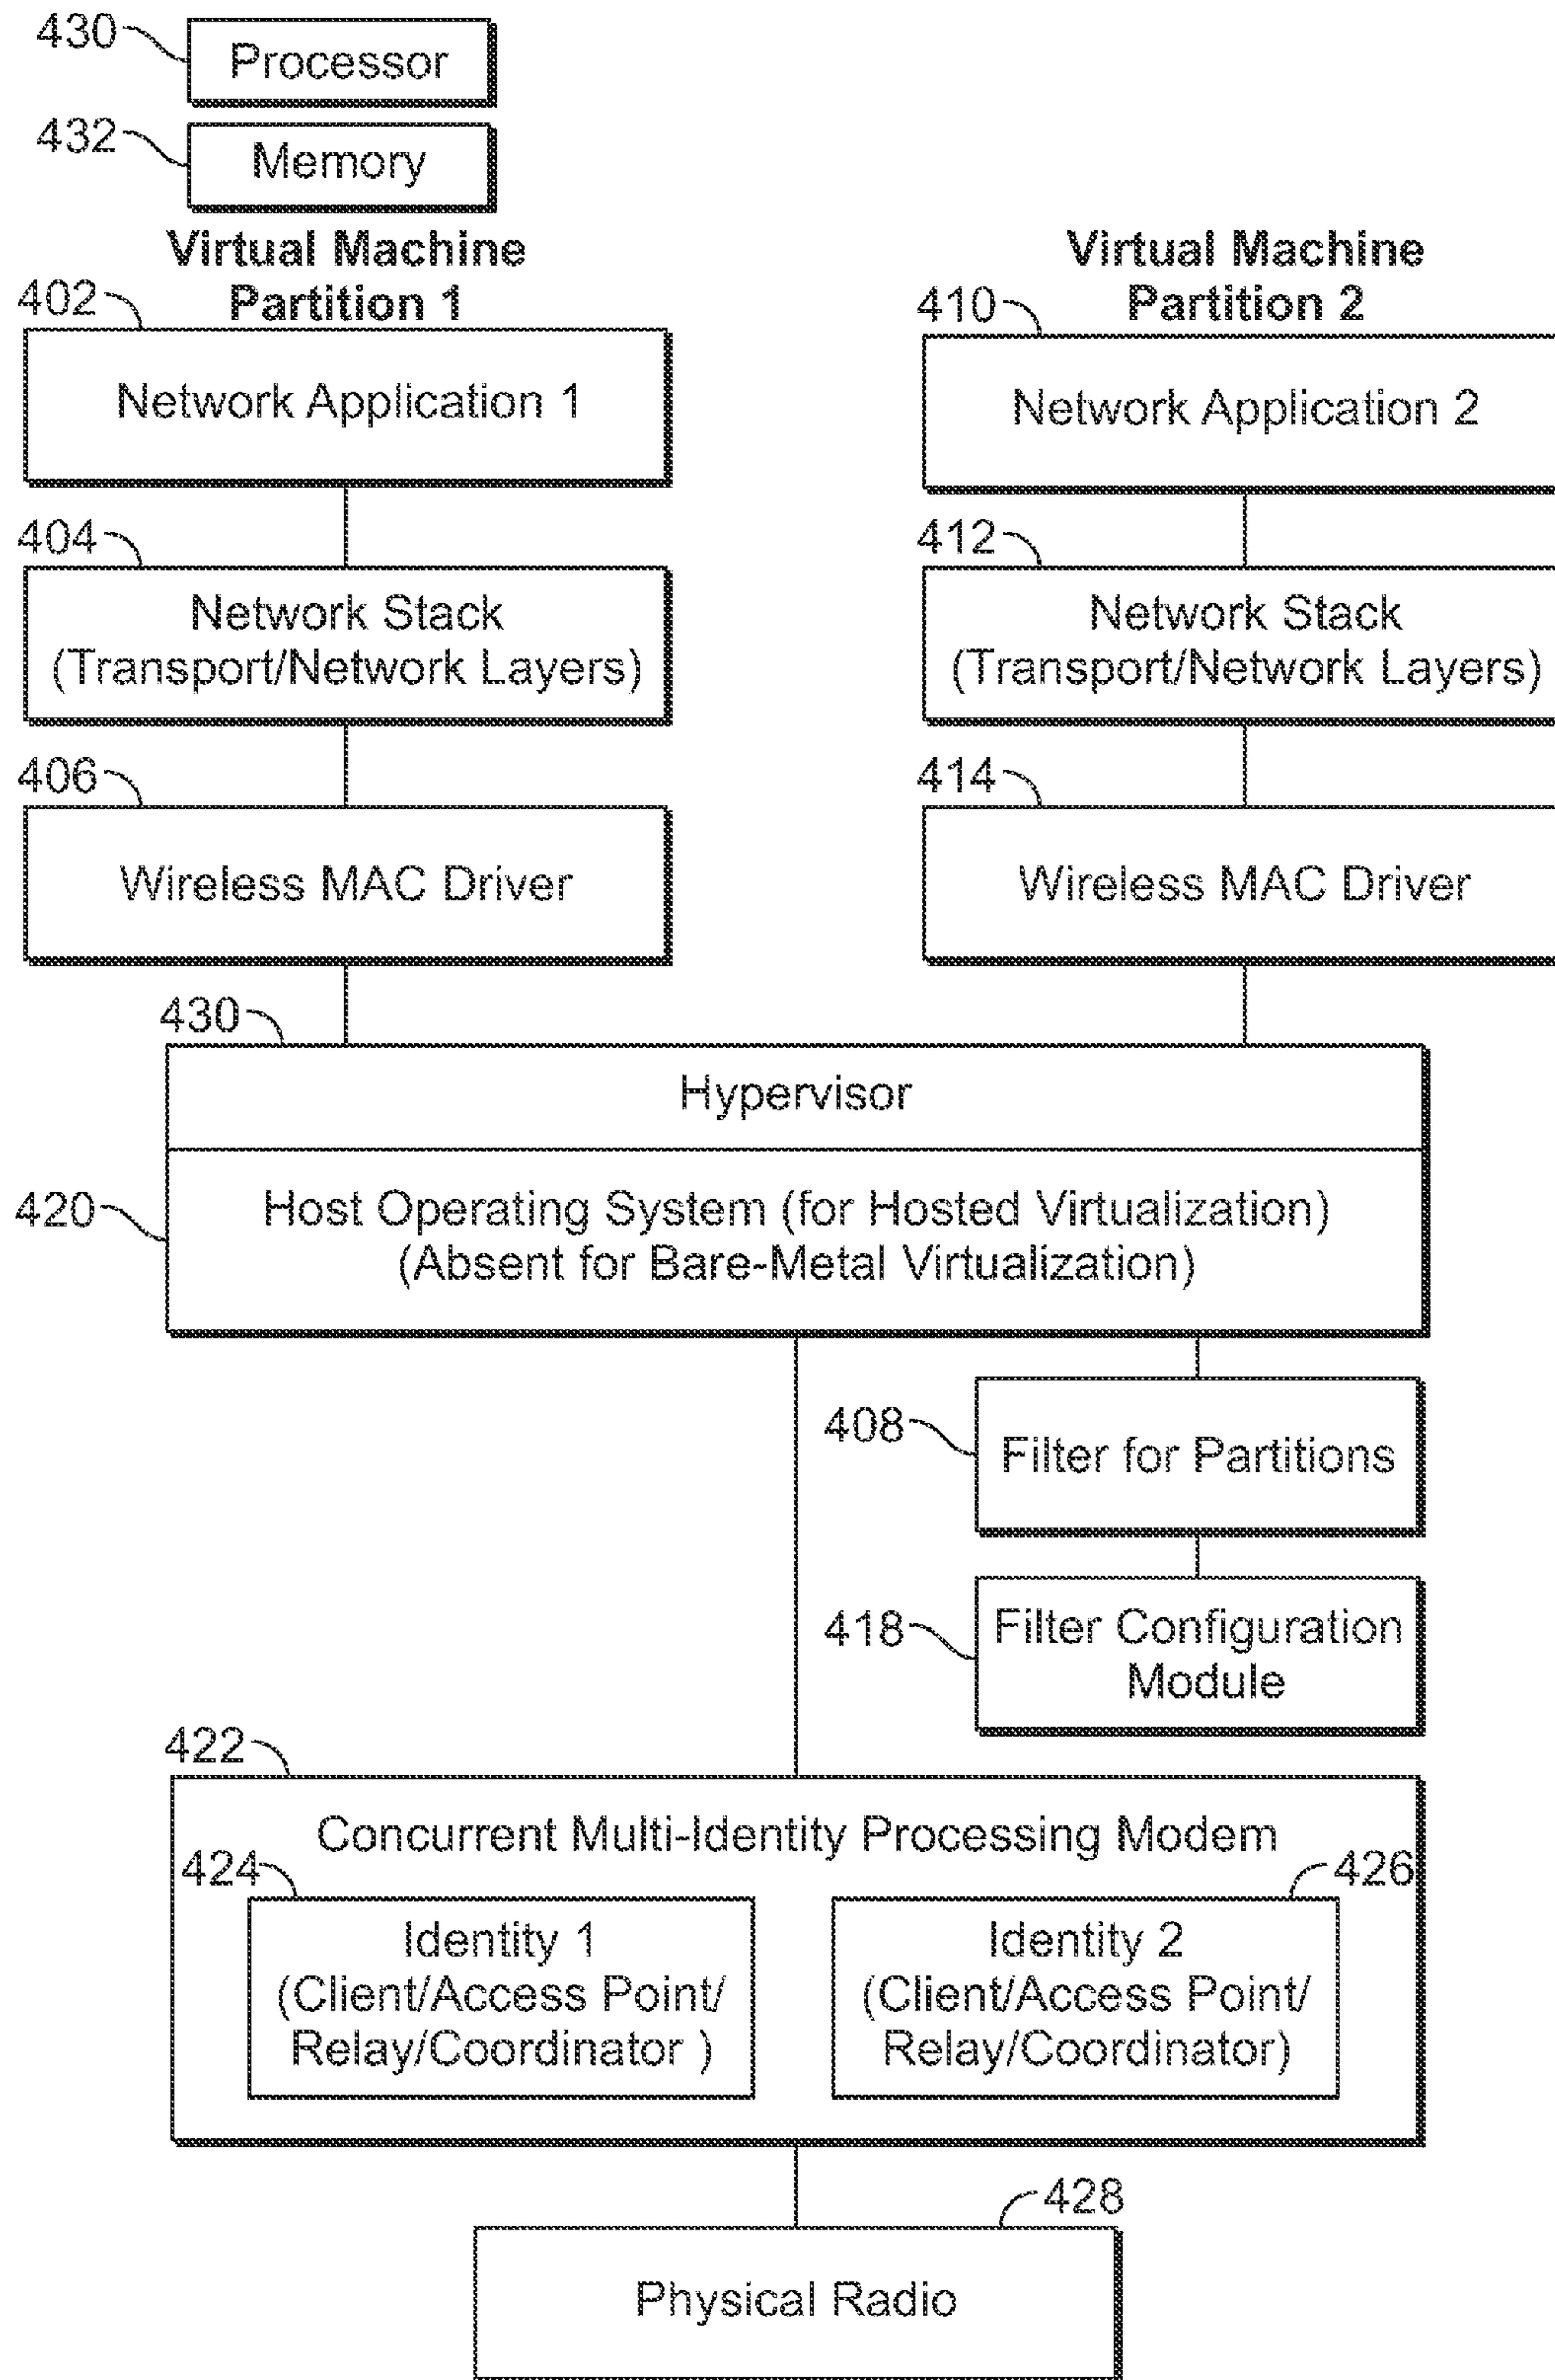 430
Processor
432
Memory
Virtual Machine
Partition 1
402
Network Application 1
404
Network Stack
(Transport/Network Layers)
406
Wireless MAC Driver
Virtual Machine
Partition 2
410
Network Application 2
412
Network Stack
(Transport/Network Layers)
414
Wireless MAC Driver
430
Hypervisor
420
Host Operating System (for Hosted Virtualization)
(Absent for Bare-Metal Virtualization)
408
Filter for Partitions
418
Filter Configuration
Module
422
Concurrent Multi-Identity Processing Modem
424
Identity 1
(Client/Access Point/
Relay/Coordinator )
426
Identity 2
(Client/Access Point/
Relay/Coordinator)
428
Physical Radio